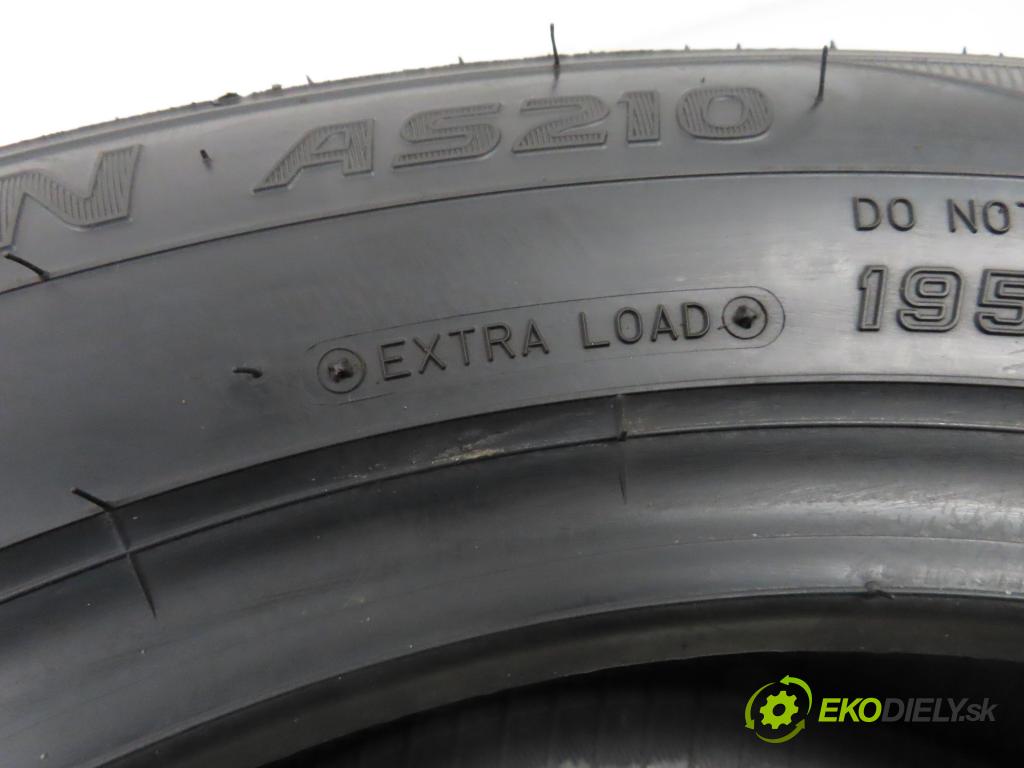 N AS210
DO NOT
195
EXTRA LOAD
EKODIELY.sk